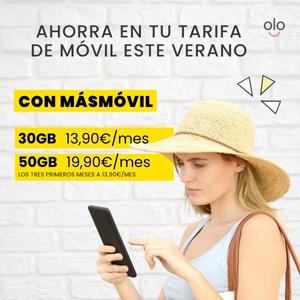 olo
AHORRA EN TU TARIFA
DE MÓVIL ESTE VERANO
CON MÁSMÓVIL
30GB 13,90€/mes
50GB 19,90€/mes
LOS TRES PRIMEROS MESES A 13,90€/MES